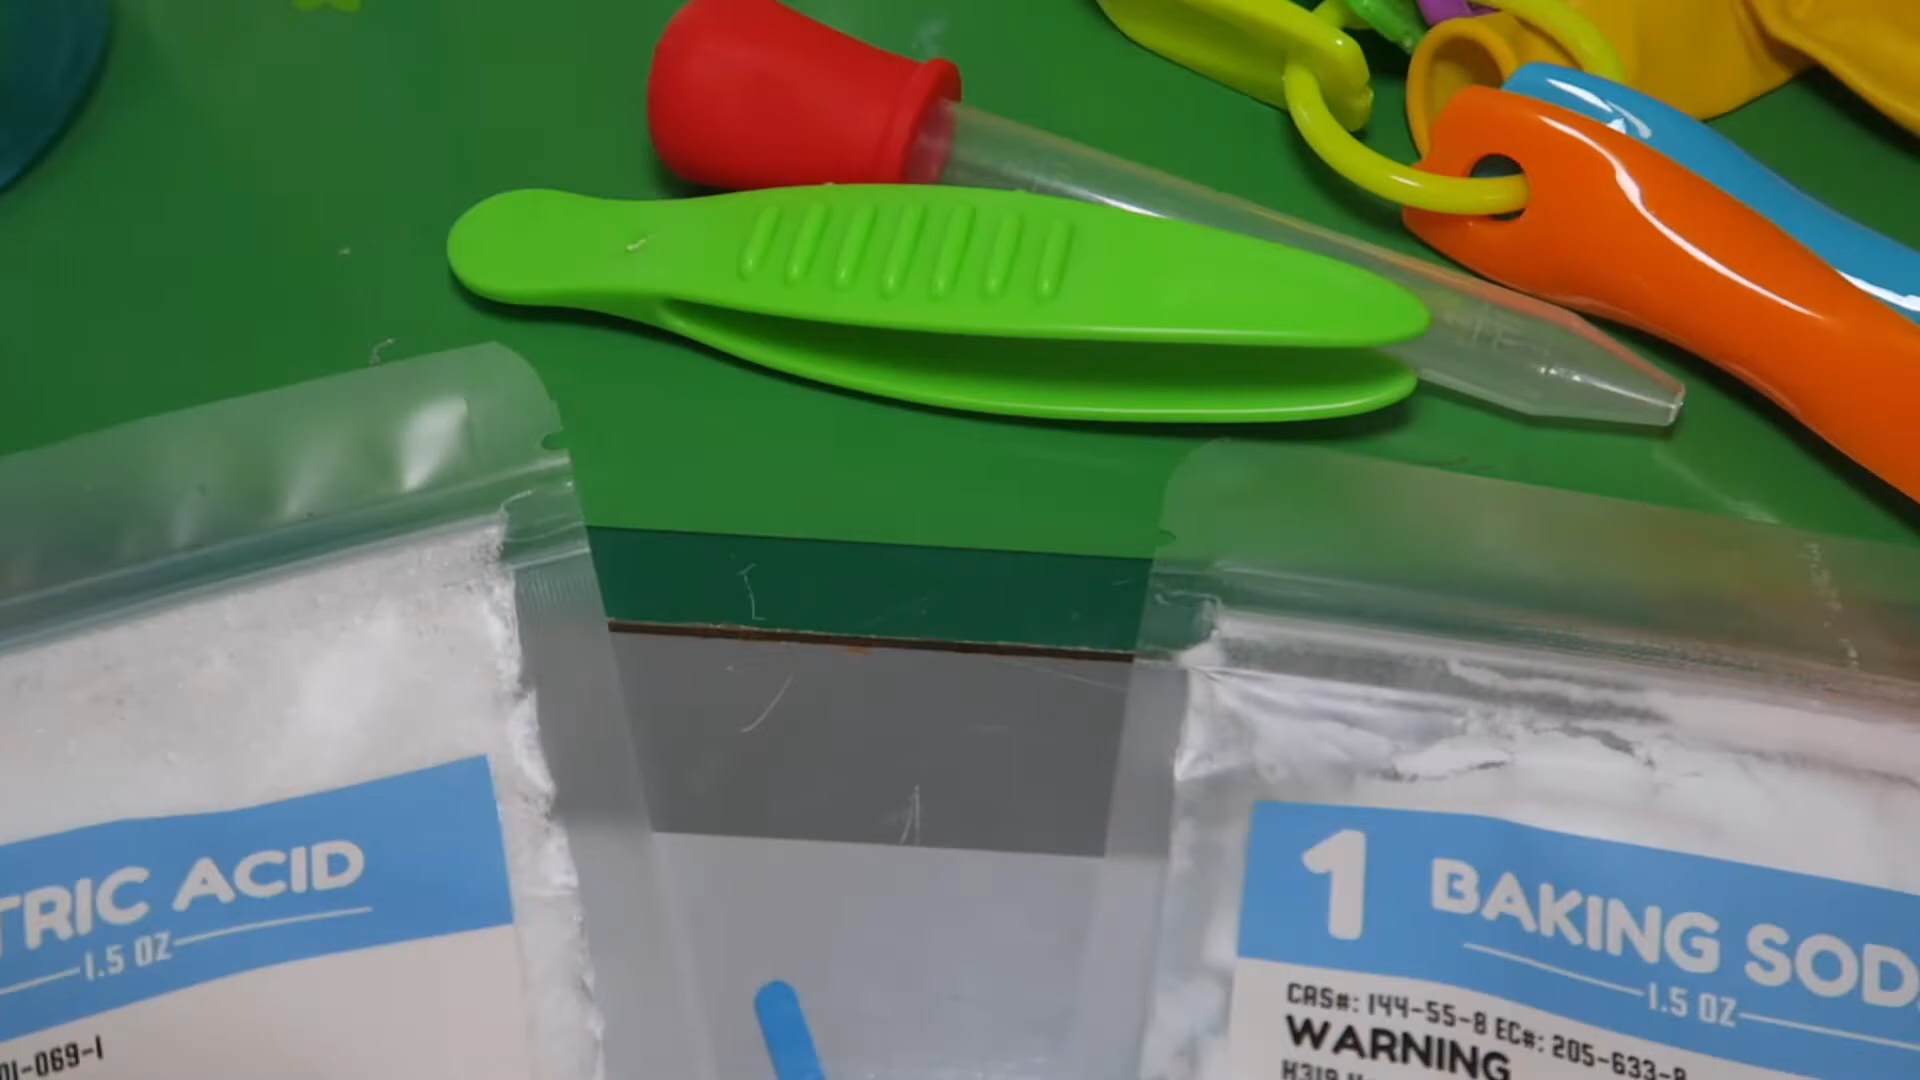 TRIC ACID
1.5 OZ
01-069-1
1 BAKING SOD
1.5 OZ
CAS#: 144-55-8 EC#: 205-633-8
WARNING
H319